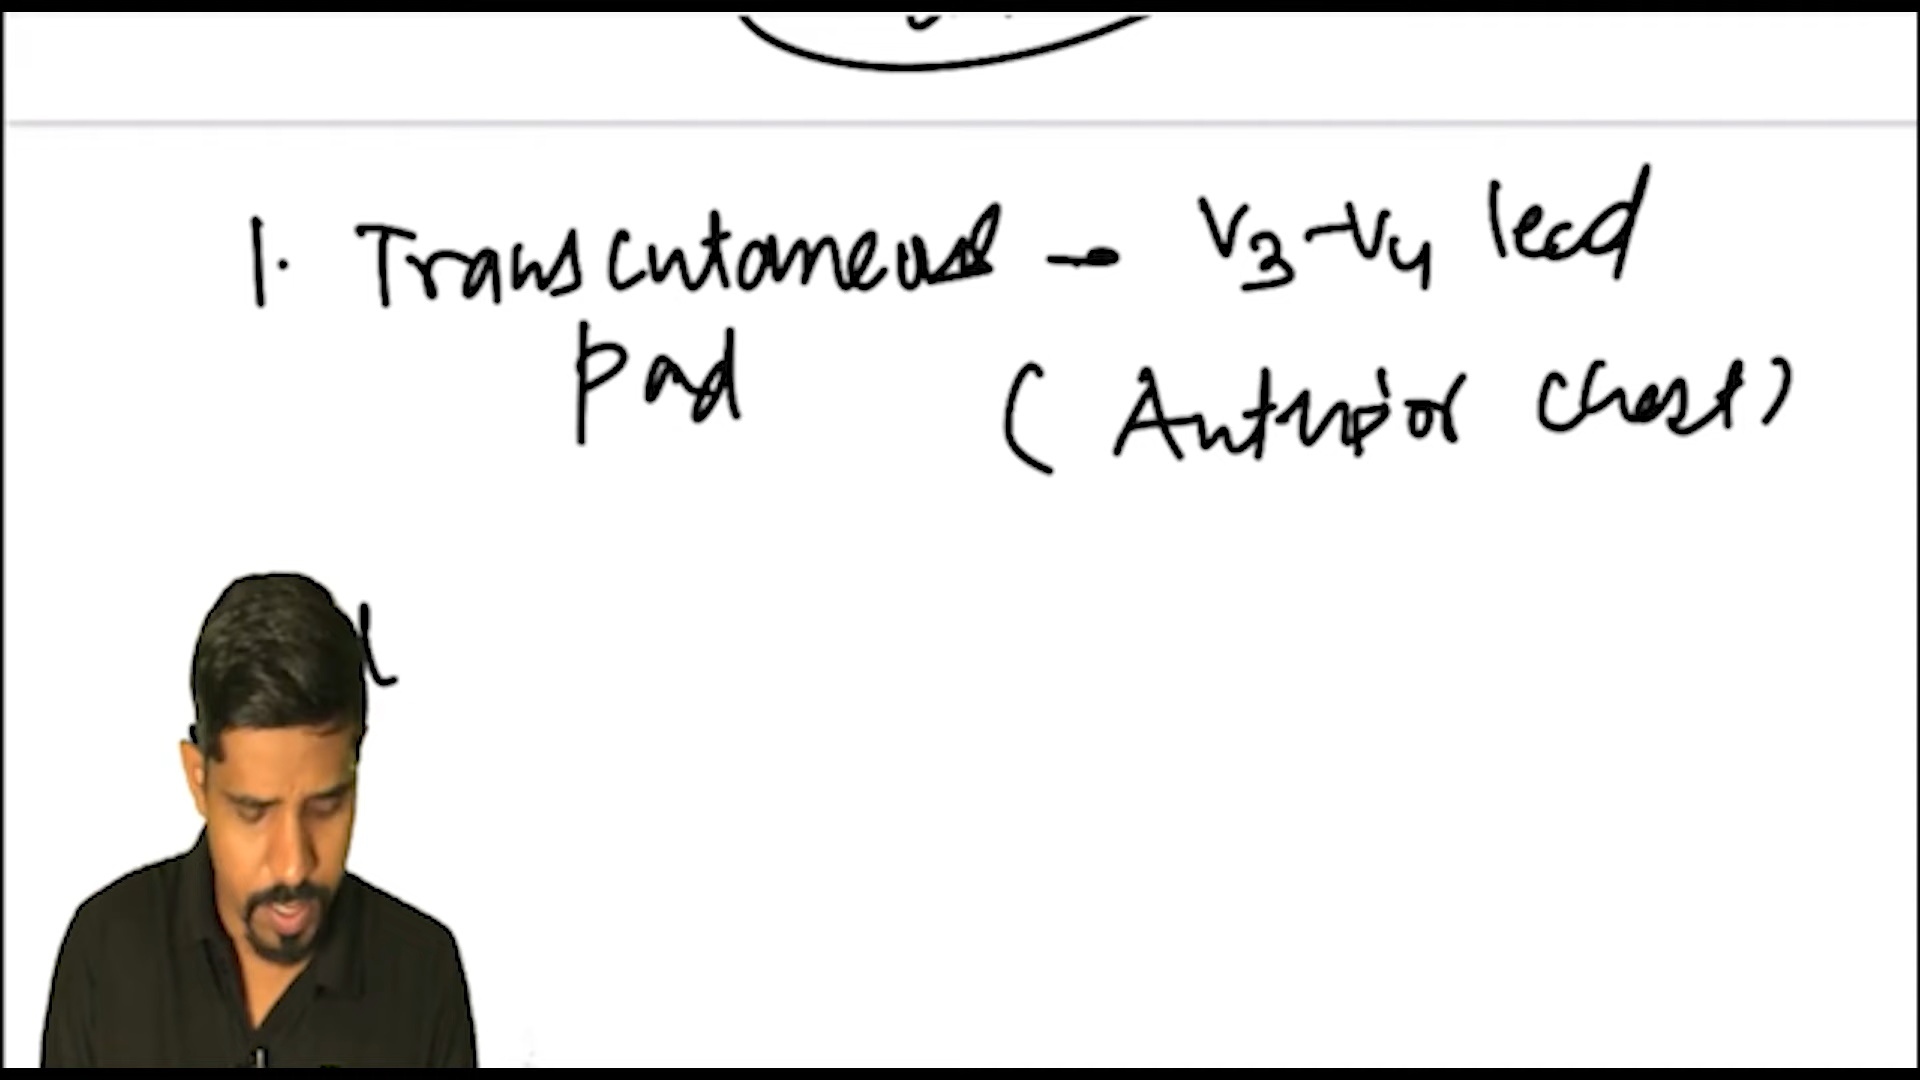 1. Transcutaneous - V3-V4 lead
Pad (Anterior Chest)